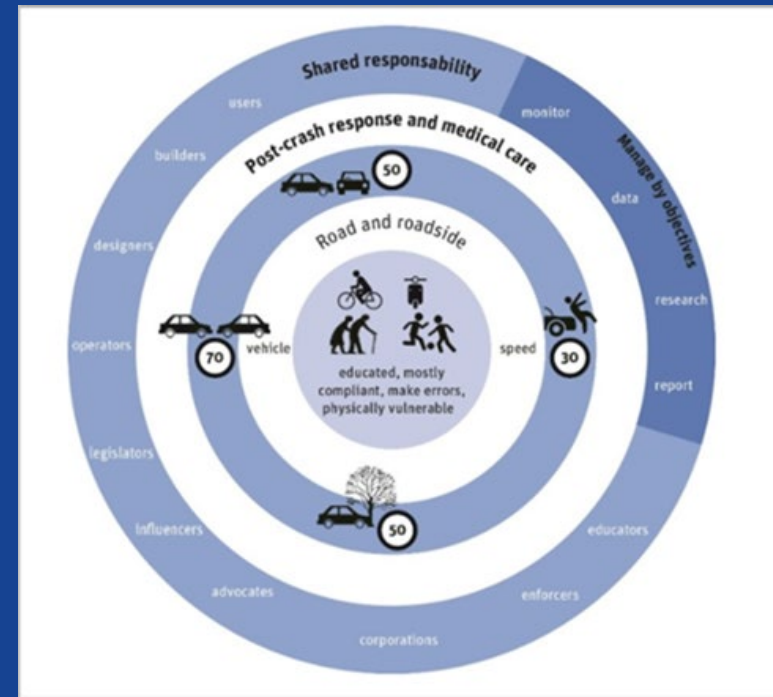 Shared responsability
users
monitor
Manage by objectives
builders
Post-crash response and medical care
50
data
designers
Road and roadside
research
operators
70
vehicle
speed
30
educated, mostly
compliant, make errors,
physically vulnerable
report
legislators
50
influencers
educators
advocates
enforcers
corporations